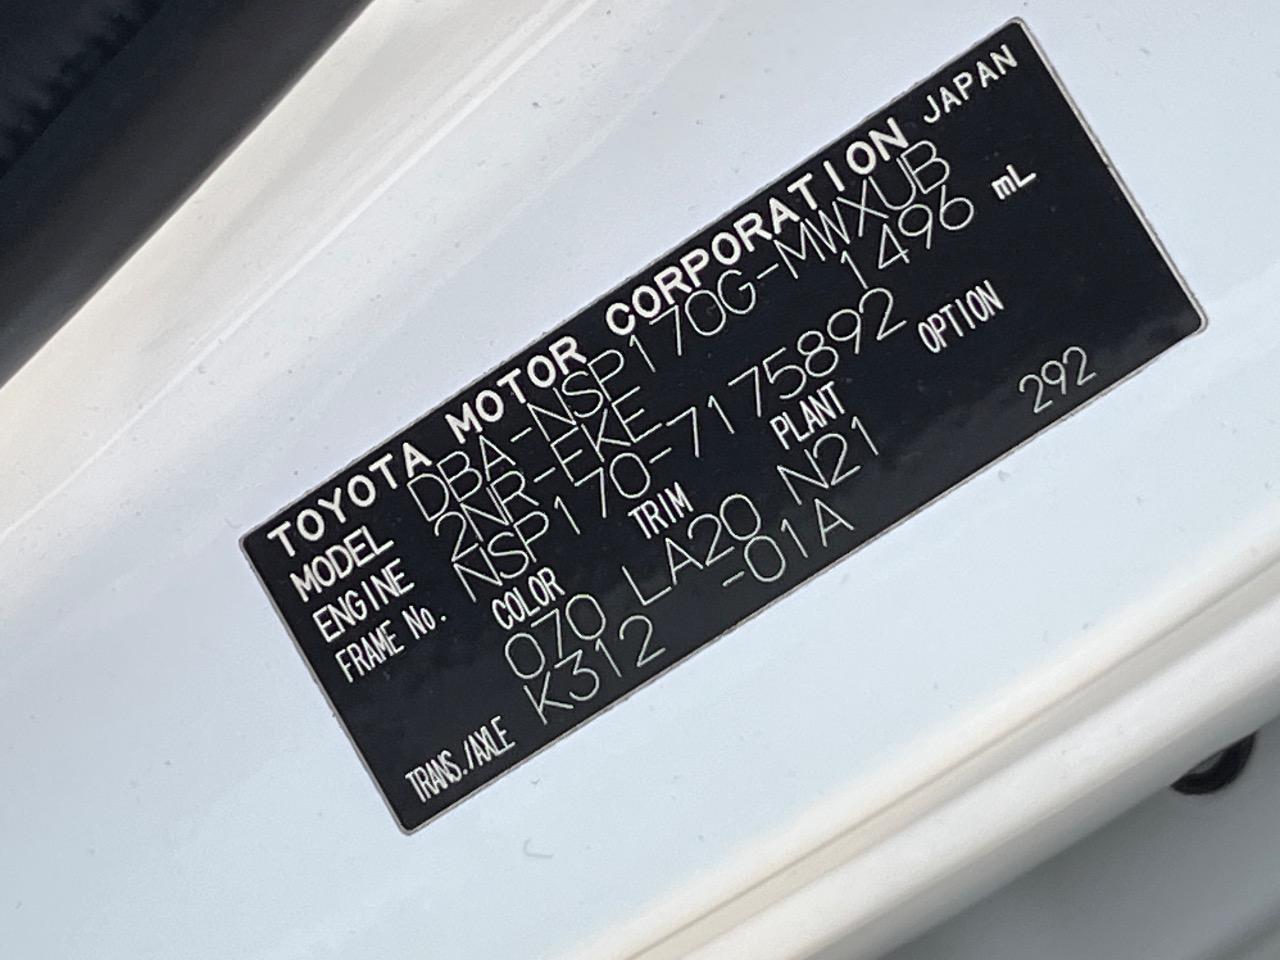 TOYOTA MOTOR CORPORATION JAPAN
MODEL DBA-NSP170G-MWXUB
ENGINE 2NR-FKE 1496 mL
FRAME No. NSP170-7175892
COLOR TRIM PLANT OPTION
070 LA20 N21 292
TRANS./AXLE K312 -01A